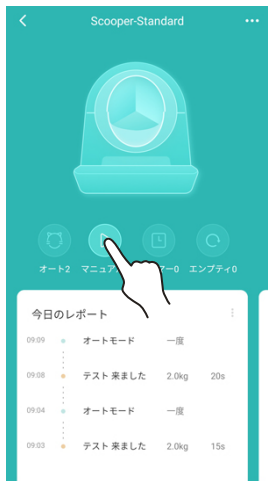 Scooper-Standard
オート2 マニュア マー0 エンプティ0
今日のレポート
09:09 オートモード 一度
09:08 テスト 来ました 2.0kg 20s
09:04 オートモード 一度
09:03 テスト 来ました 2.0kg 15s